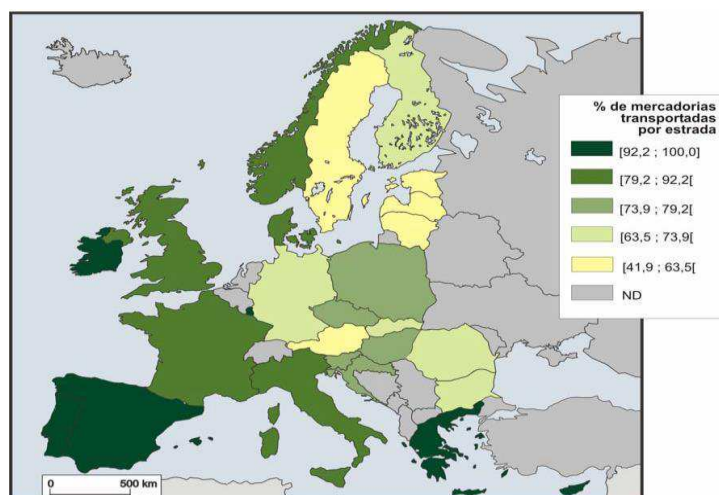 % de mercadorias
transportadas
por estrada
[92,2 ; 100,0]
[79,2 ; 92,2[
[73,9 ; 79,2[
[63,5 ; 73,9[
[41,9 ; 63,5[
ND
0 500 km